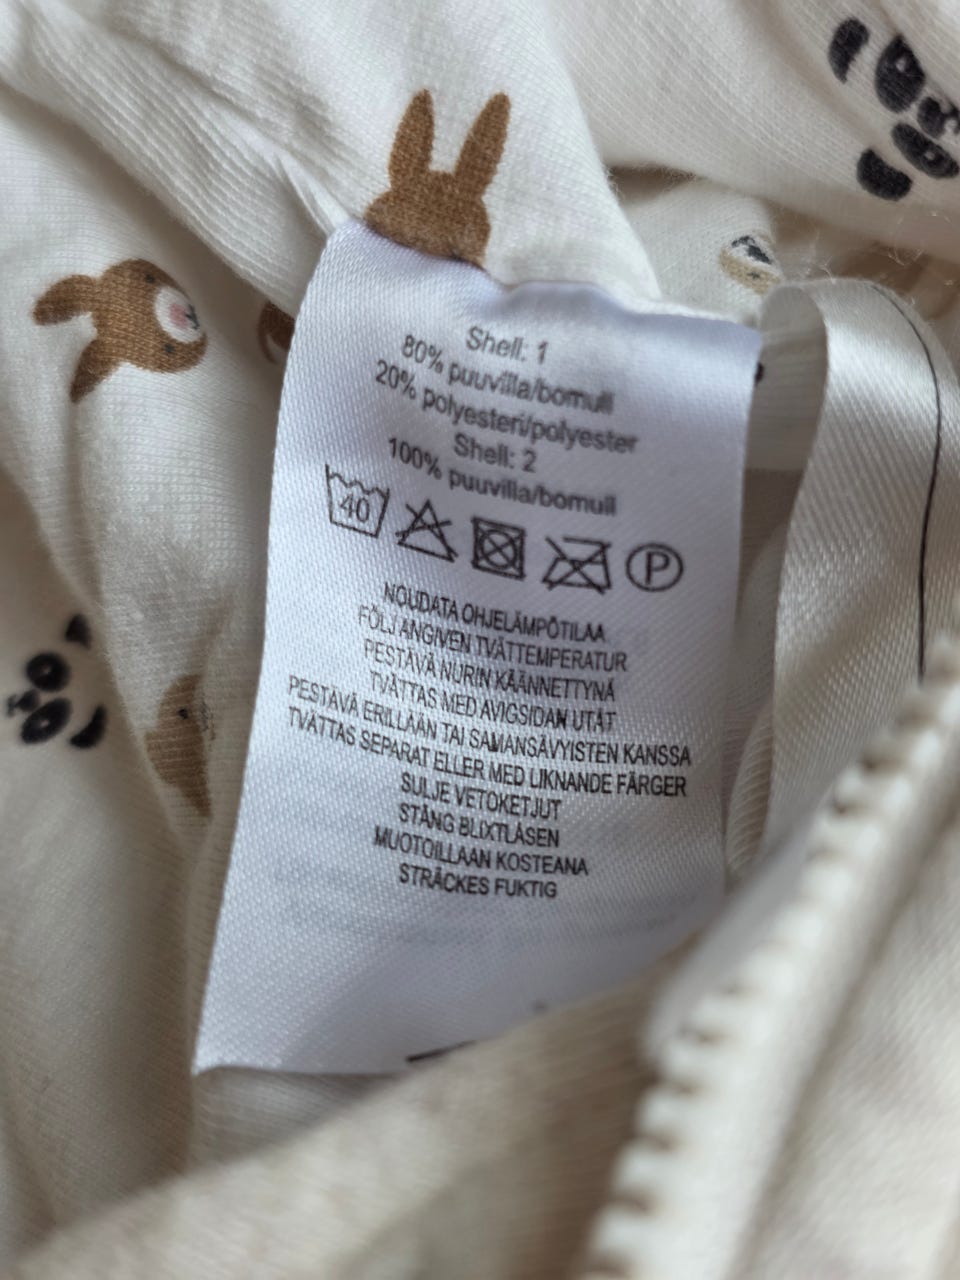 Shell: 1
80% puuvilla/bomull
20% polyesteri/polyester
Shell: 2
100% puuvilla/bomull
40
P
NOUDATA OHJELÄMPÖTILAA
FÖLJ ANGIVEN TVÄTTEMPERATUR
PESTÄVÄ NURIN KÄÄNNETTYNÄ
TVÄTTAS MED AVIGSIDAN UTÅT
PESTÄVÄ ERILLÄÄN TAI SAMANSÄVYISTEN KANSSA
TVÄTTAS SEPARAT ELLER MED LIKNANDE FÄRGER
SULJE VETOKETJUT
STÄNG BLIXTLÅSEN
MUOTOILLAAN KOSTEANA
STRÄCKES FUKTIG